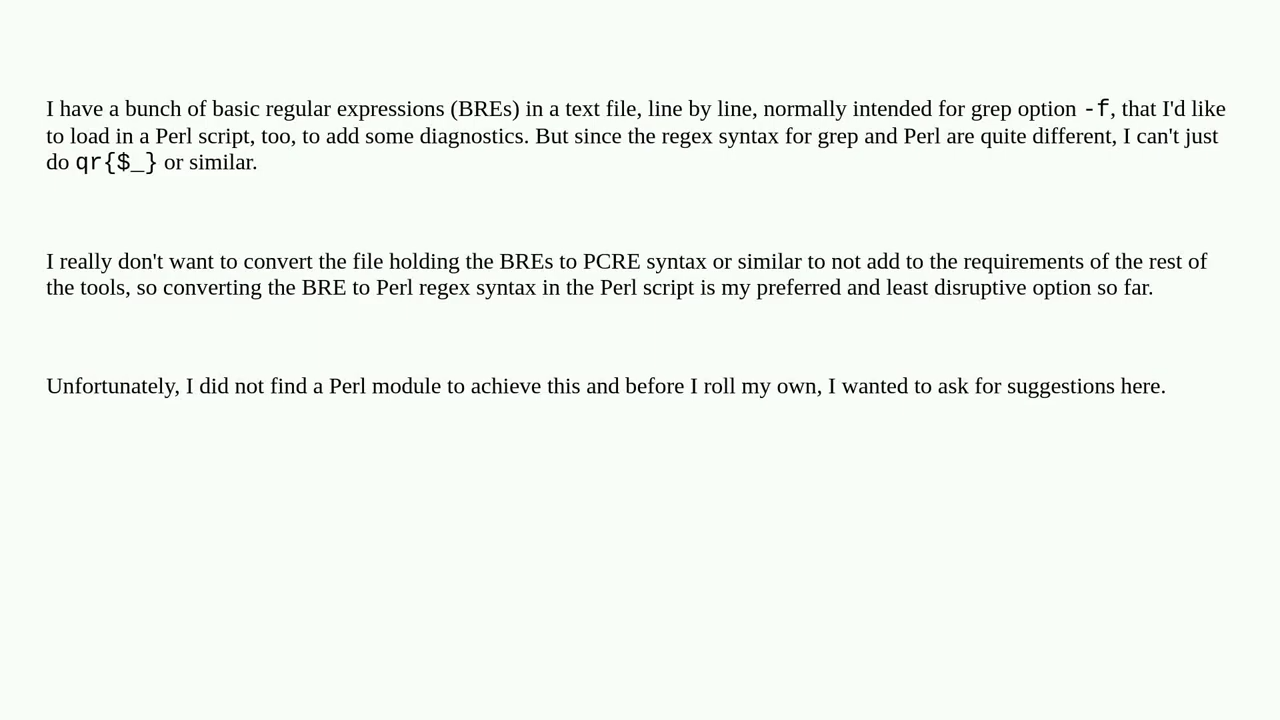 I have a bunch of basic regular expressions (BREs) in a text file, line by line, normally intended for grep option -f, that I'd like
to load in a Perl script, too, to add some diagnostics. But since the regex syntax for grep and Perl are quite different, I can't just
do qr{$_} or similar.
I really don't want to convert the file holding the BREs to PCRE syntax or similar to not add to the requirements of the rest of
the tools, so converting the BRE to Perl regex syntax in the Perl script is my preferred and least disruptive option so far.
Unfortunately, I did not find a Perl module to achieve this and before I roll my own, I wanted to ask for suggestions here.